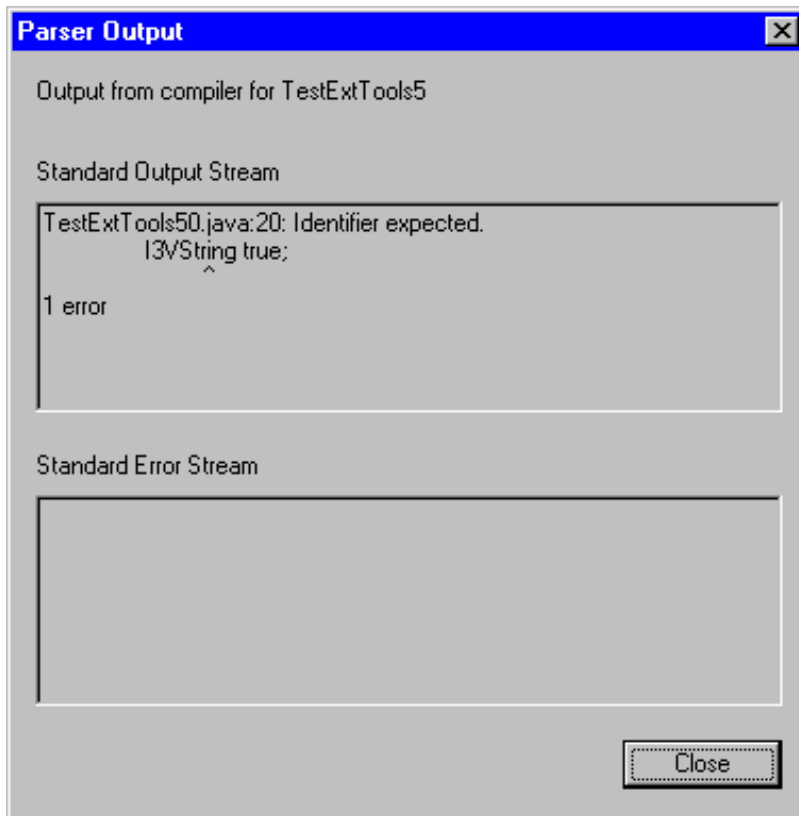 Parser Output
Output from compiler for TestExtTools5
Standard Output Stream
TestExtTools50.java:20: Identifier expected.
I3VString true;
^
1 error
Standard Error Stream
Close